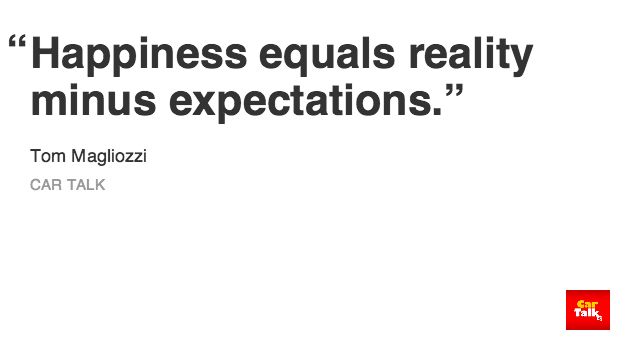 “Happiness equals reality
minus expectations.”
Tom Magliozzi
CAR TALK
Car
Talk